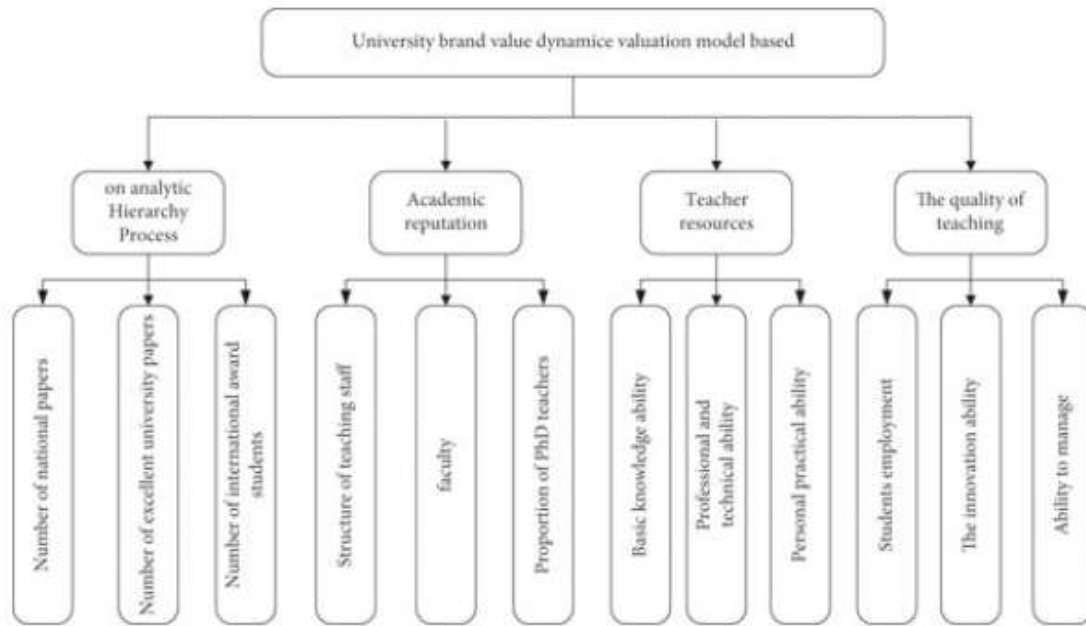 University brand value dynamice valuation model based
on analytic
Hierarchy
Process
Academic
reputation
Teacher
resources
The quality of
teaching
Number of national papers
Number of excellent university papers
Number of international award
students
Structure of teaching staff
faculty
Proportion of PhD teachers
Basic knowledge ability
Professional and
technical ability
Personal practical ability
Students employment
The innovation ability
Ability to manage